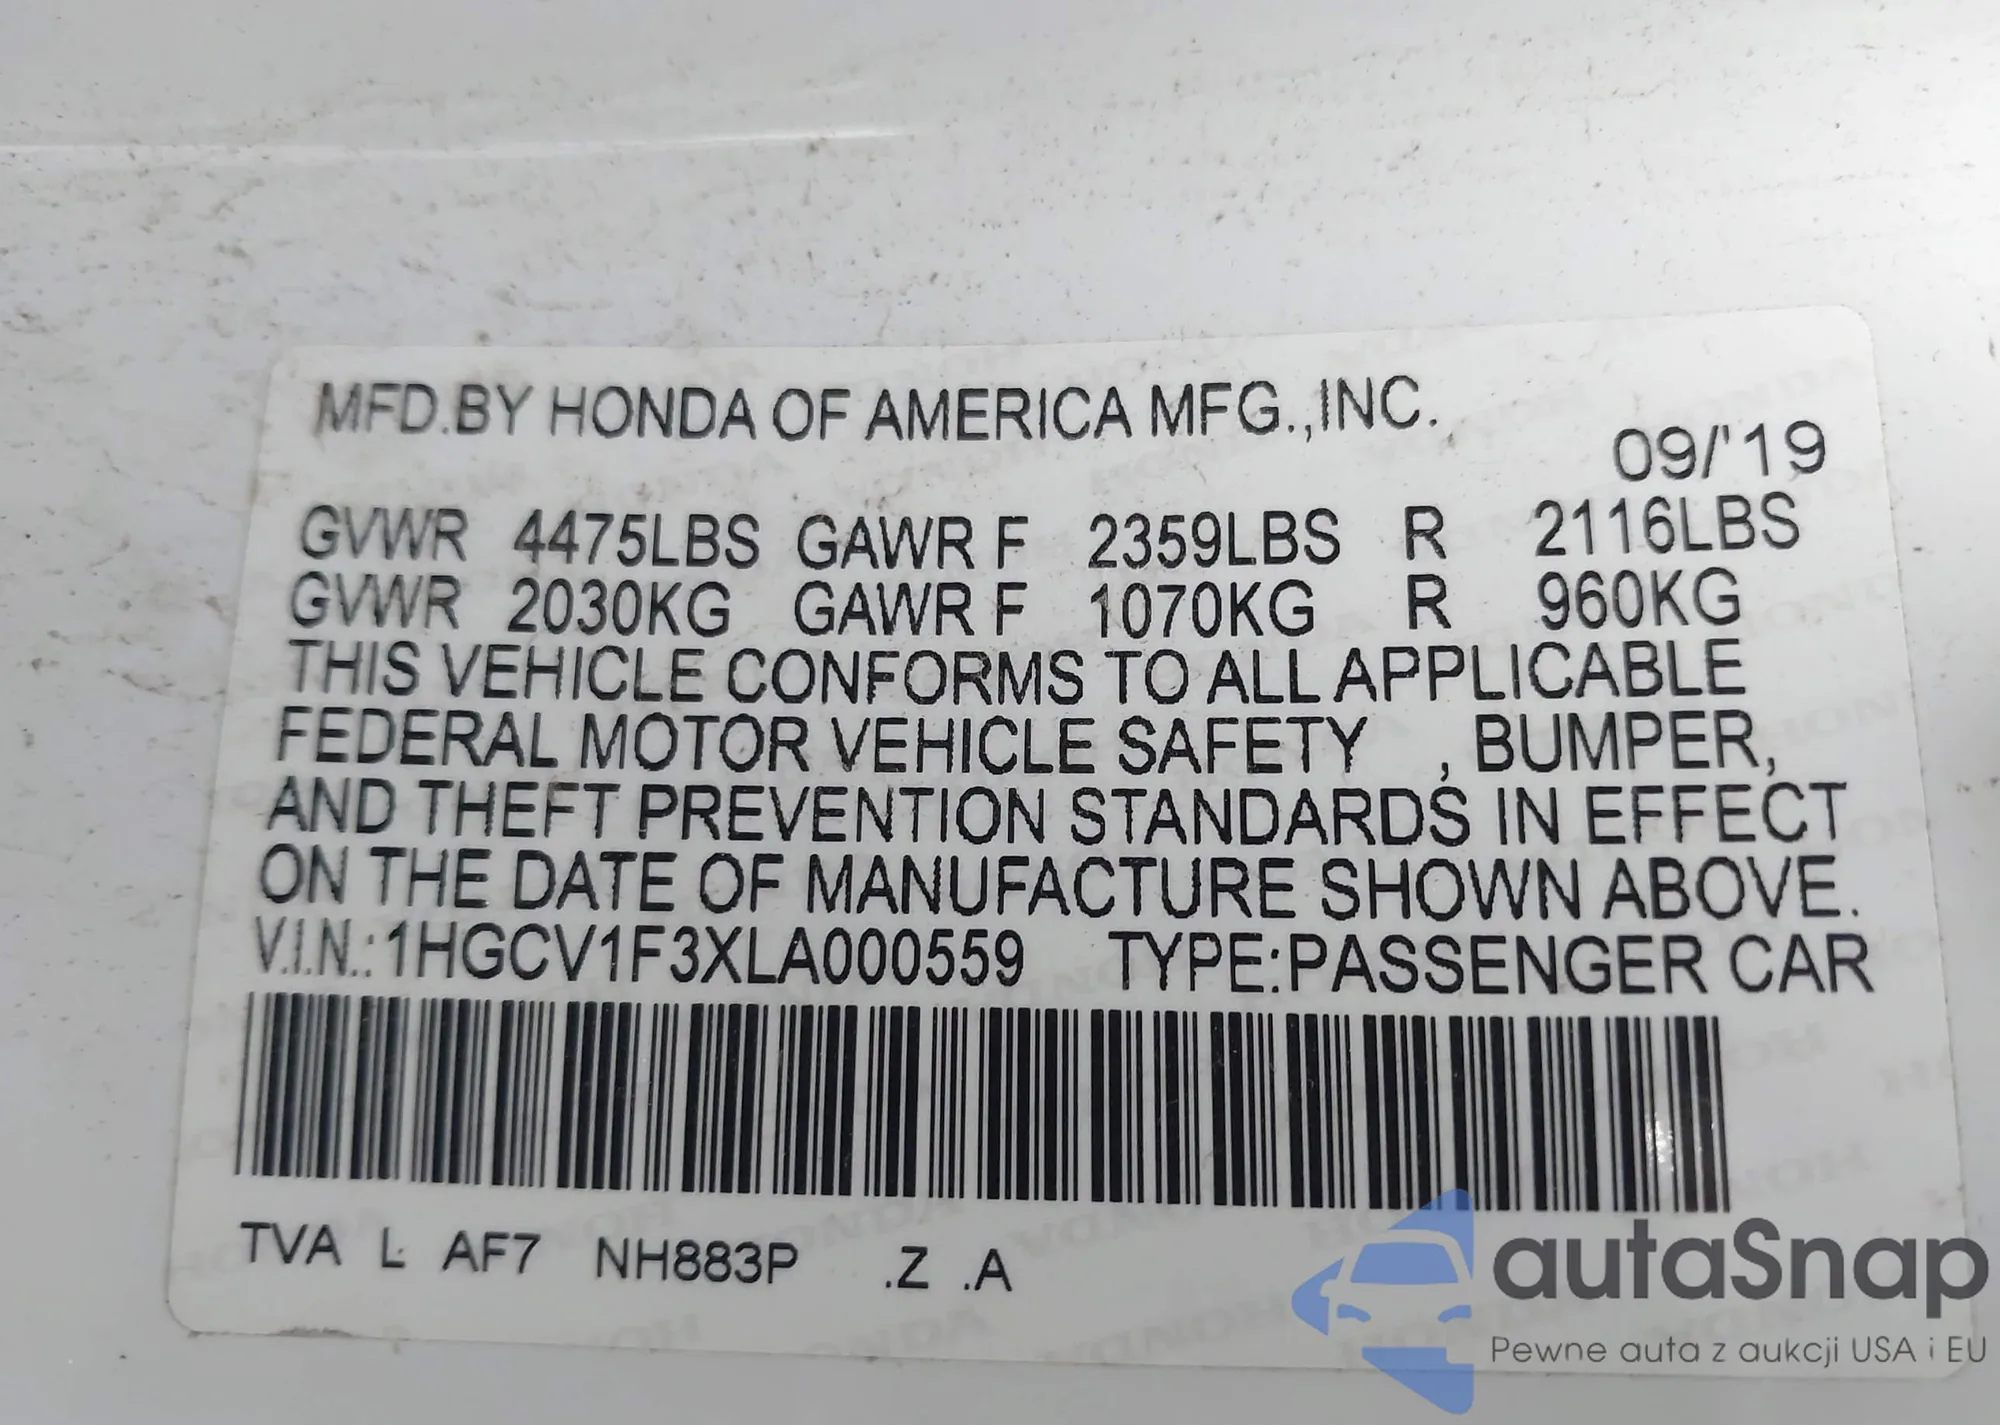 MFD.BY HONDA OF AMERICA MFG.,INC.
09/'19
GVWR 4475LBS GAWR F 2359LBS R 2116LBS
GVWR 2030KG GAWR F 1070KG R 960KG
THIS VEHICLE CONFORMS TO ALL APPLICABLE
FEDERAL MOTOR VEHICLE SAFETY , BUMPER,
AND THEFT PREVENTION STANDARDS IN EFFECT
ON THE DATE OF MANUFACTURE SHOWN ABOVE.
V.I.N.:1HGCV1F3XLA000559 TYPE:PASSENGER CAR
TVA L AF7 NH883P .Z .A
autaSnap
Pewne auta z aukcji USA i EU